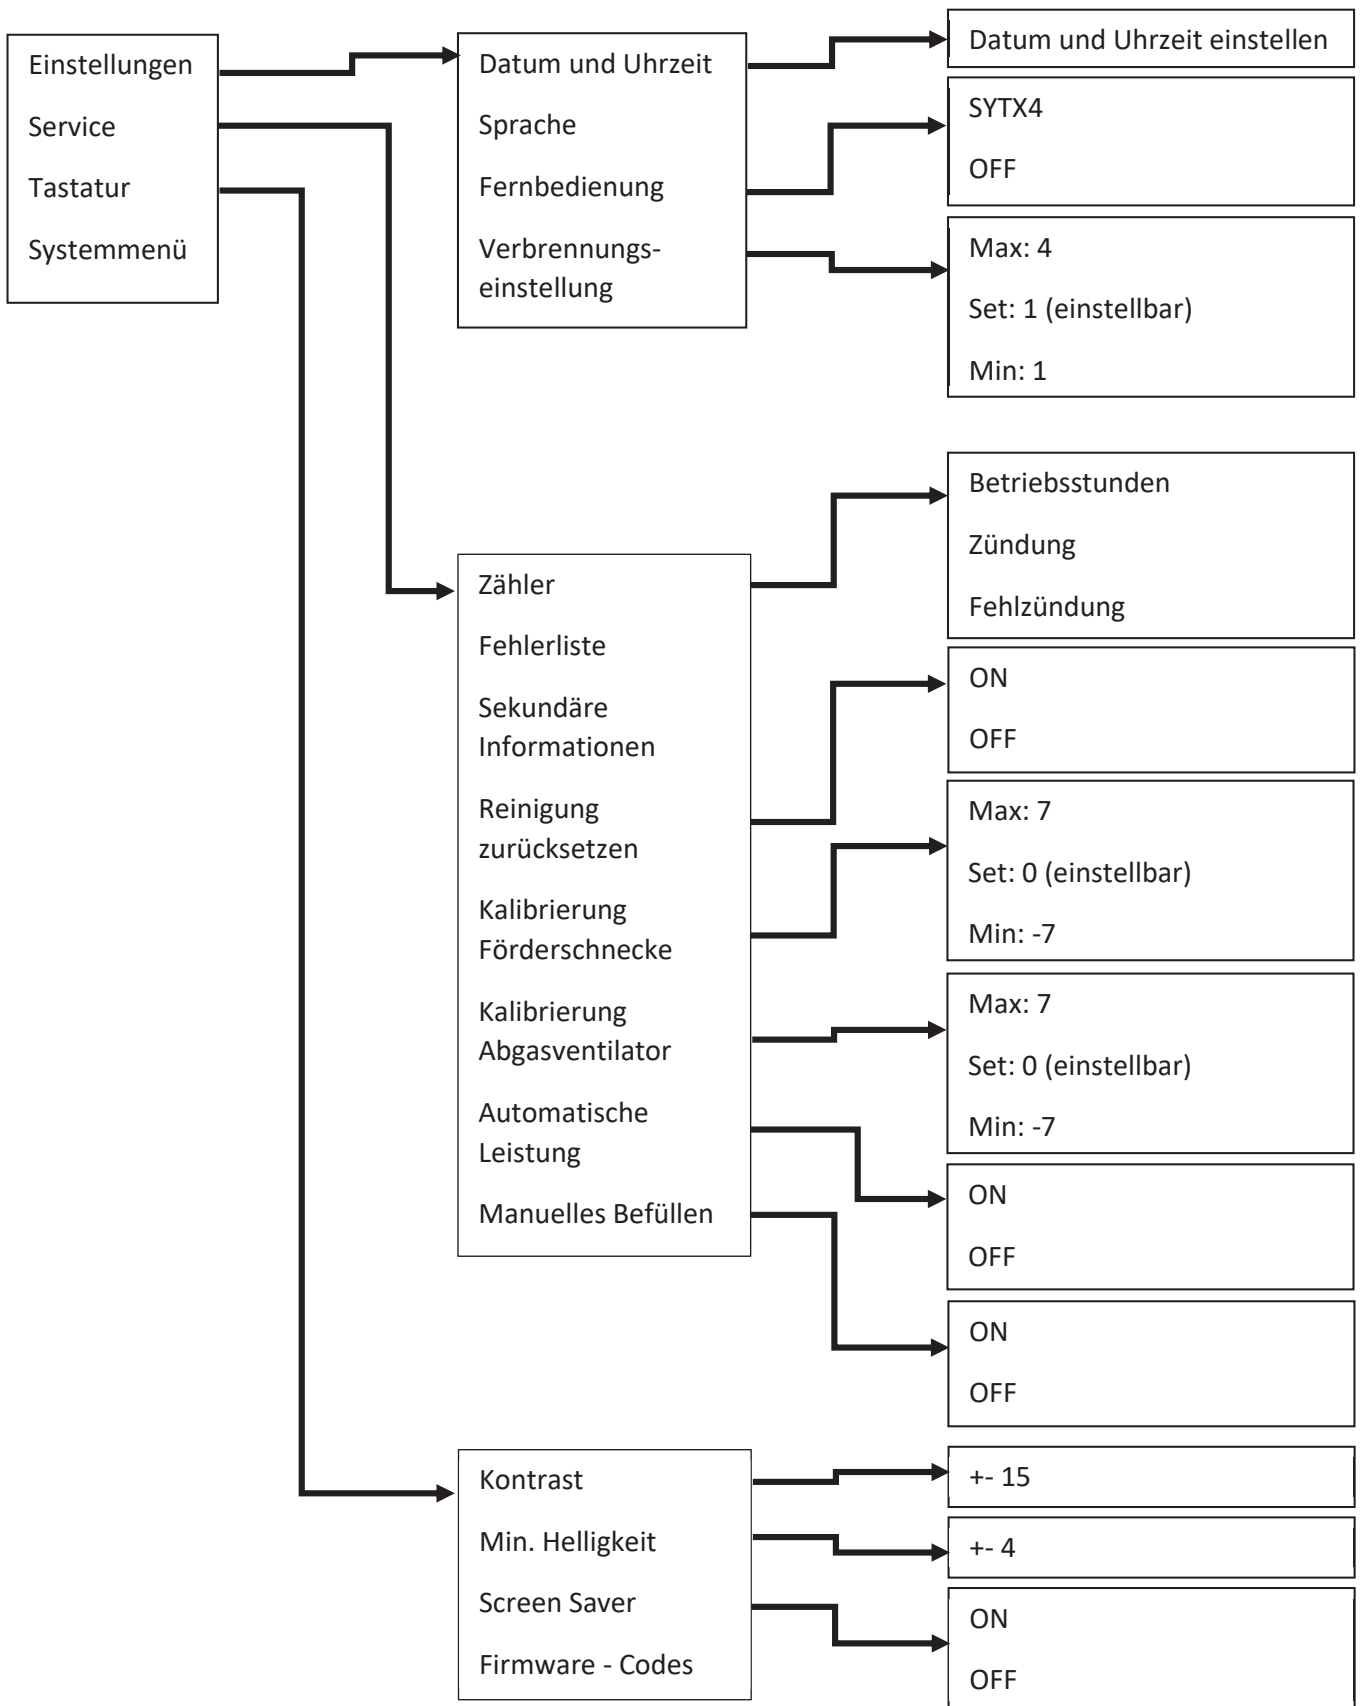 Einstellungen
Service
Tastatur
Systemmenü
Datum und Uhrzeit
Sprache
Fernbedienung
Verbrennungs-
einstellung
Datum und Uhrzeit einstellen
SYTX4
OFF
Max: 4
Set: 1 (einstellbar)
Min: 1
Zähler
Fehlerliste
Sekundäre
Informationen
Reinigung
zurücksetzen
Kalibrierung
Förderschnecke
Kalibrierung
Abgasventilator
Automatische
Leistung
Manuelles Befüllen
Betriebsstunden
Zündung
Fehlzündung
ON
OFF
Max: 7
Set: 0 (einstellbar)
Min: -7
Max: 7
Set: 0 (einstellbar)
Min: -7
ON
OFF
ON
OFF
Kontrast
Min. Helligkeit
Screen Saver
Firmware - Codes
+- 15
+- 4
ON
OFF